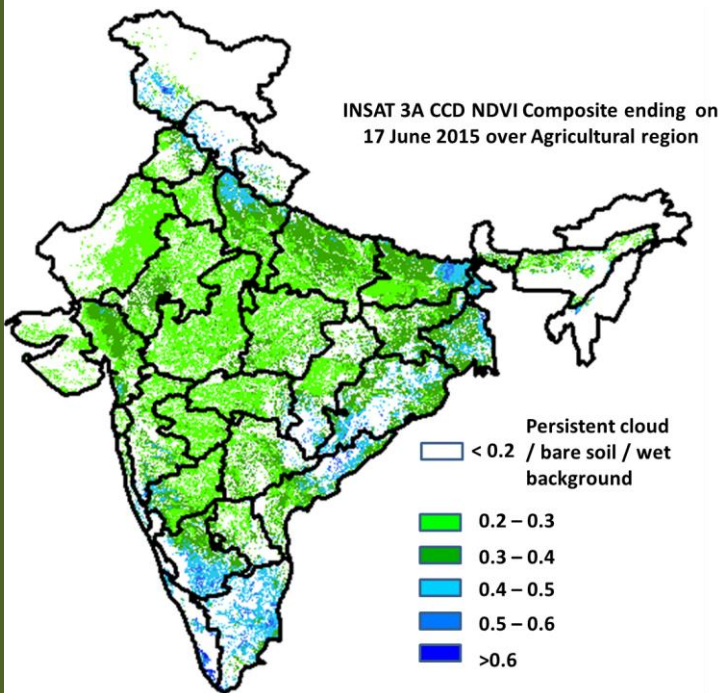 INSAT 3A CCD NDVI Composite ending on
17 June 2015 over Agricultural region
Persistent cloud
< 0.2 / bare soil / wet
background
0.2 – 0.3
0.3 – 0.4
0.4 – 0.5
0.5 – 0.6
>0.6